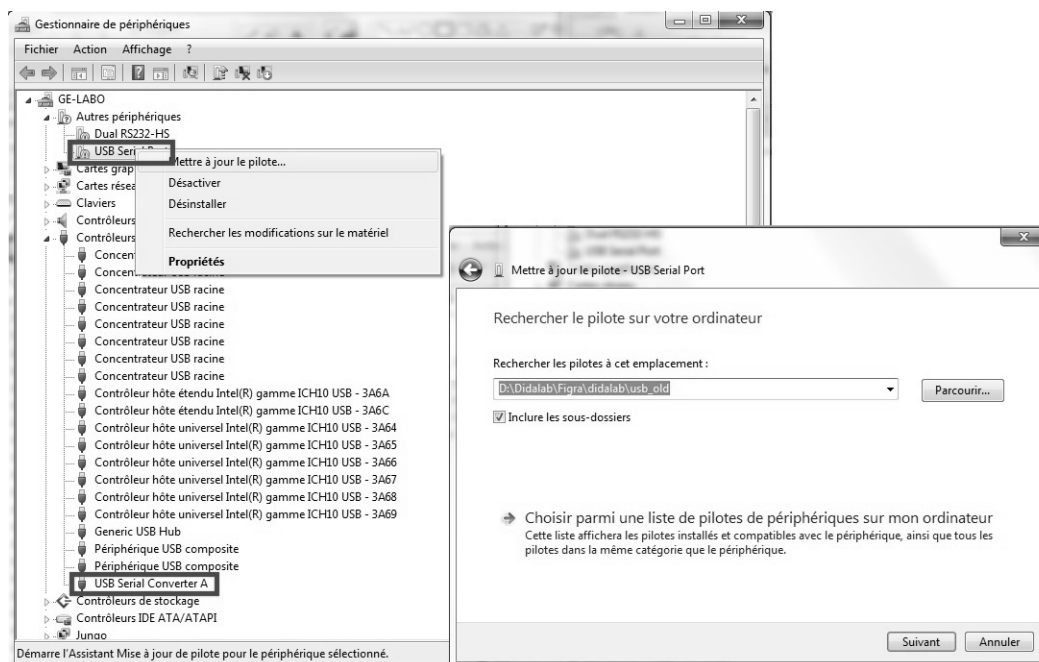 Gestionnaire de périphériques
Fichier Action Affichage ?
GE-LABO
Autres périphériques
Dual RS232-HS
USB Seri
Mettre à jour le pilote...
Cartes grap
Désactiver
Cartes résea
Désinstaller
Claviers
Contrôleurs
Rechercher les modifications sur le matériel
Contrôleurs
Propriétés
Concent
Concentrateur USB racine
Concentrateur USB racine
Concentrateur USB racine
Concentrateur USB racine
Concentrateur USB racine
Concentrateur USB racine
Concentrateur USB racine
Contrôleur hôte étendu Intel(R) gamme ICH10 USB - 3A6A
Contrôleur hôte étendu Intel(R) gamme ICH10 USB - 3A6C
Contrôleur hôte universel Intel(R) gamme ICH10 USB - 3A64
Contrôleur hôte universel Intel(R) gamme ICH10 USB - 3A65
Contrôleur hôte universel Intel(R) gamme ICH10 USB - 3A66
Contrôleur hôte universel Intel(R) gamme ICH10 USB - 3A67
Contrôleur hôte universel Intel(R) gamme ICH10 USB - 3A68
Contrôleur hôte universel Intel(R) gamme ICH10 USB - 3A69
Generic USB Hub
Périphérique USB composite
Périphérique USB composite
USB Serial Converter A
Contrôleurs de stockage
Contrôleurs IDE ATA/ATAPI
Jungo
Démarre l'Assistant Mise à jour de pilote pour le périphérique sélectionné.
Dual RS232-HS
USB Serial Port
Mettre à jour le pilote - USB Serial Port
Rechercher le pilote sur votre ordinateur
Rechercher les pilotes à cet emplacement :
D:\Didalab\Figra\didalab\usb_old
Parcourir...
Inclure les sous-dossiers
Choisir parmi une liste de pilotes de périphériques sur mon ordinateur
Cette liste affichera les pilotes installés et compatibles avec le périphérique, ainsi que tous les
pilotes dans la même catégorie que le périphérique.
Suivant
Annuler